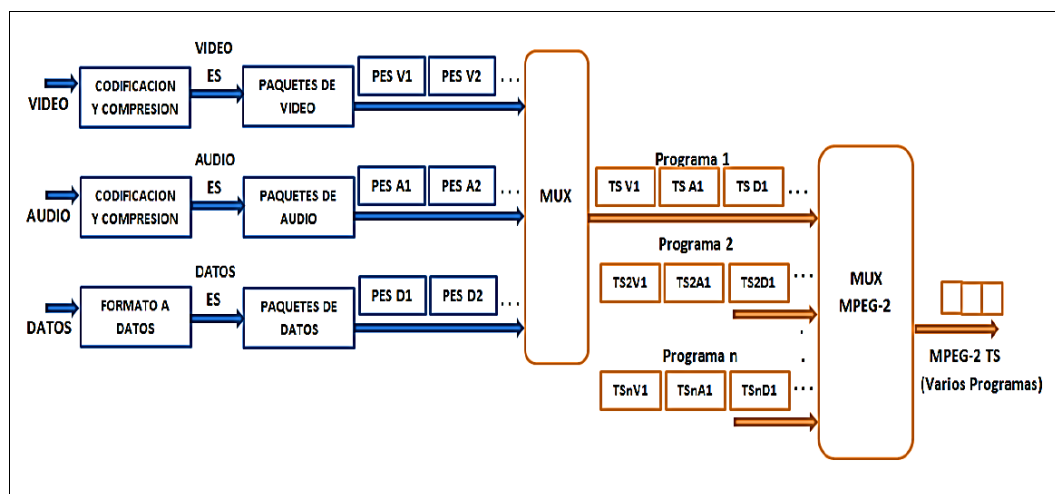 VIDEO
CODIFICACION
Y COMPRESION
VIDEO
ES
PAQUETES DE
VIDEO
PES V1
PES V2
...
AUDIO
CODIFICACION
Y COMPRESION
AUDIO
ES
PAQUETES DE
AUDIO
PES A1
PES A2
...
DATOS
FORMATO A
DATOS
DATOS
ES
PAQUETES DE
DATOS
PES D1
PES D2
...
MUX
Programa 1
TS V1
TS A1
TS D1
...
Programa 2
TS2V1
TS2A1
TS2D1
...
Programa n
TSnV1
TSnA1
TSnD1
...
MUX
MPEG-2
MPEG-2 TS
(Varios Programas)